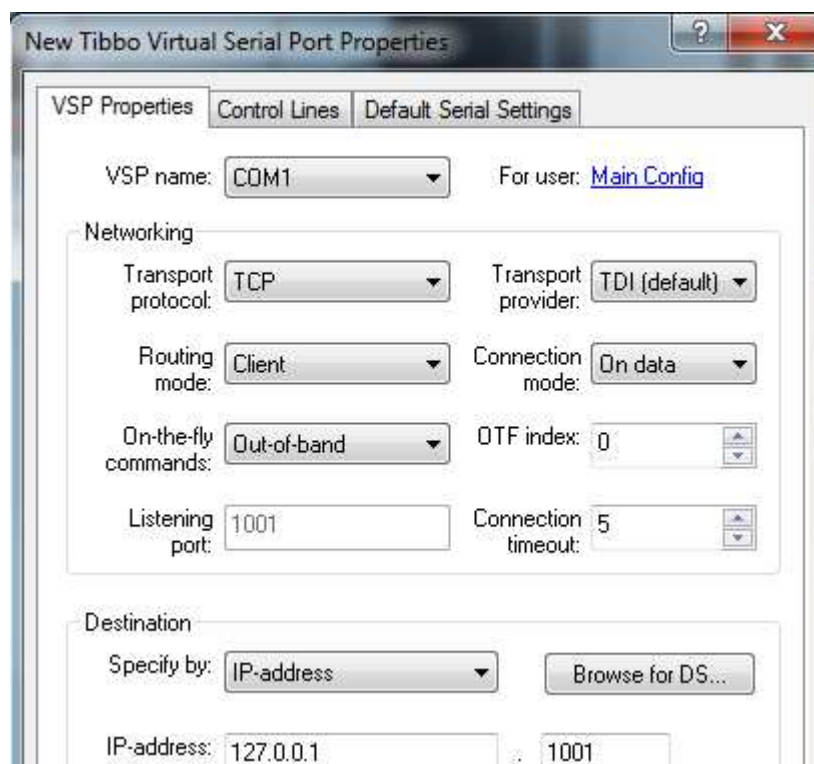 New Tibbo Virtual Serial Port Properties
?
VSP Properties Control Lines Default Serial Settings
VSP name: COM1 For user: Main Config
Networking
Transport protocol: TCP Transport provider: TDI (default)
Routing mode: Client Connection mode: On data
On-the-fly commands: Out-of-band OTF index: 0
Listening port: 1001 Connection timeout: 5
Destination
Specify by: IP-address Browse for DS...
IP-address: 127.0.0.1 : 1001